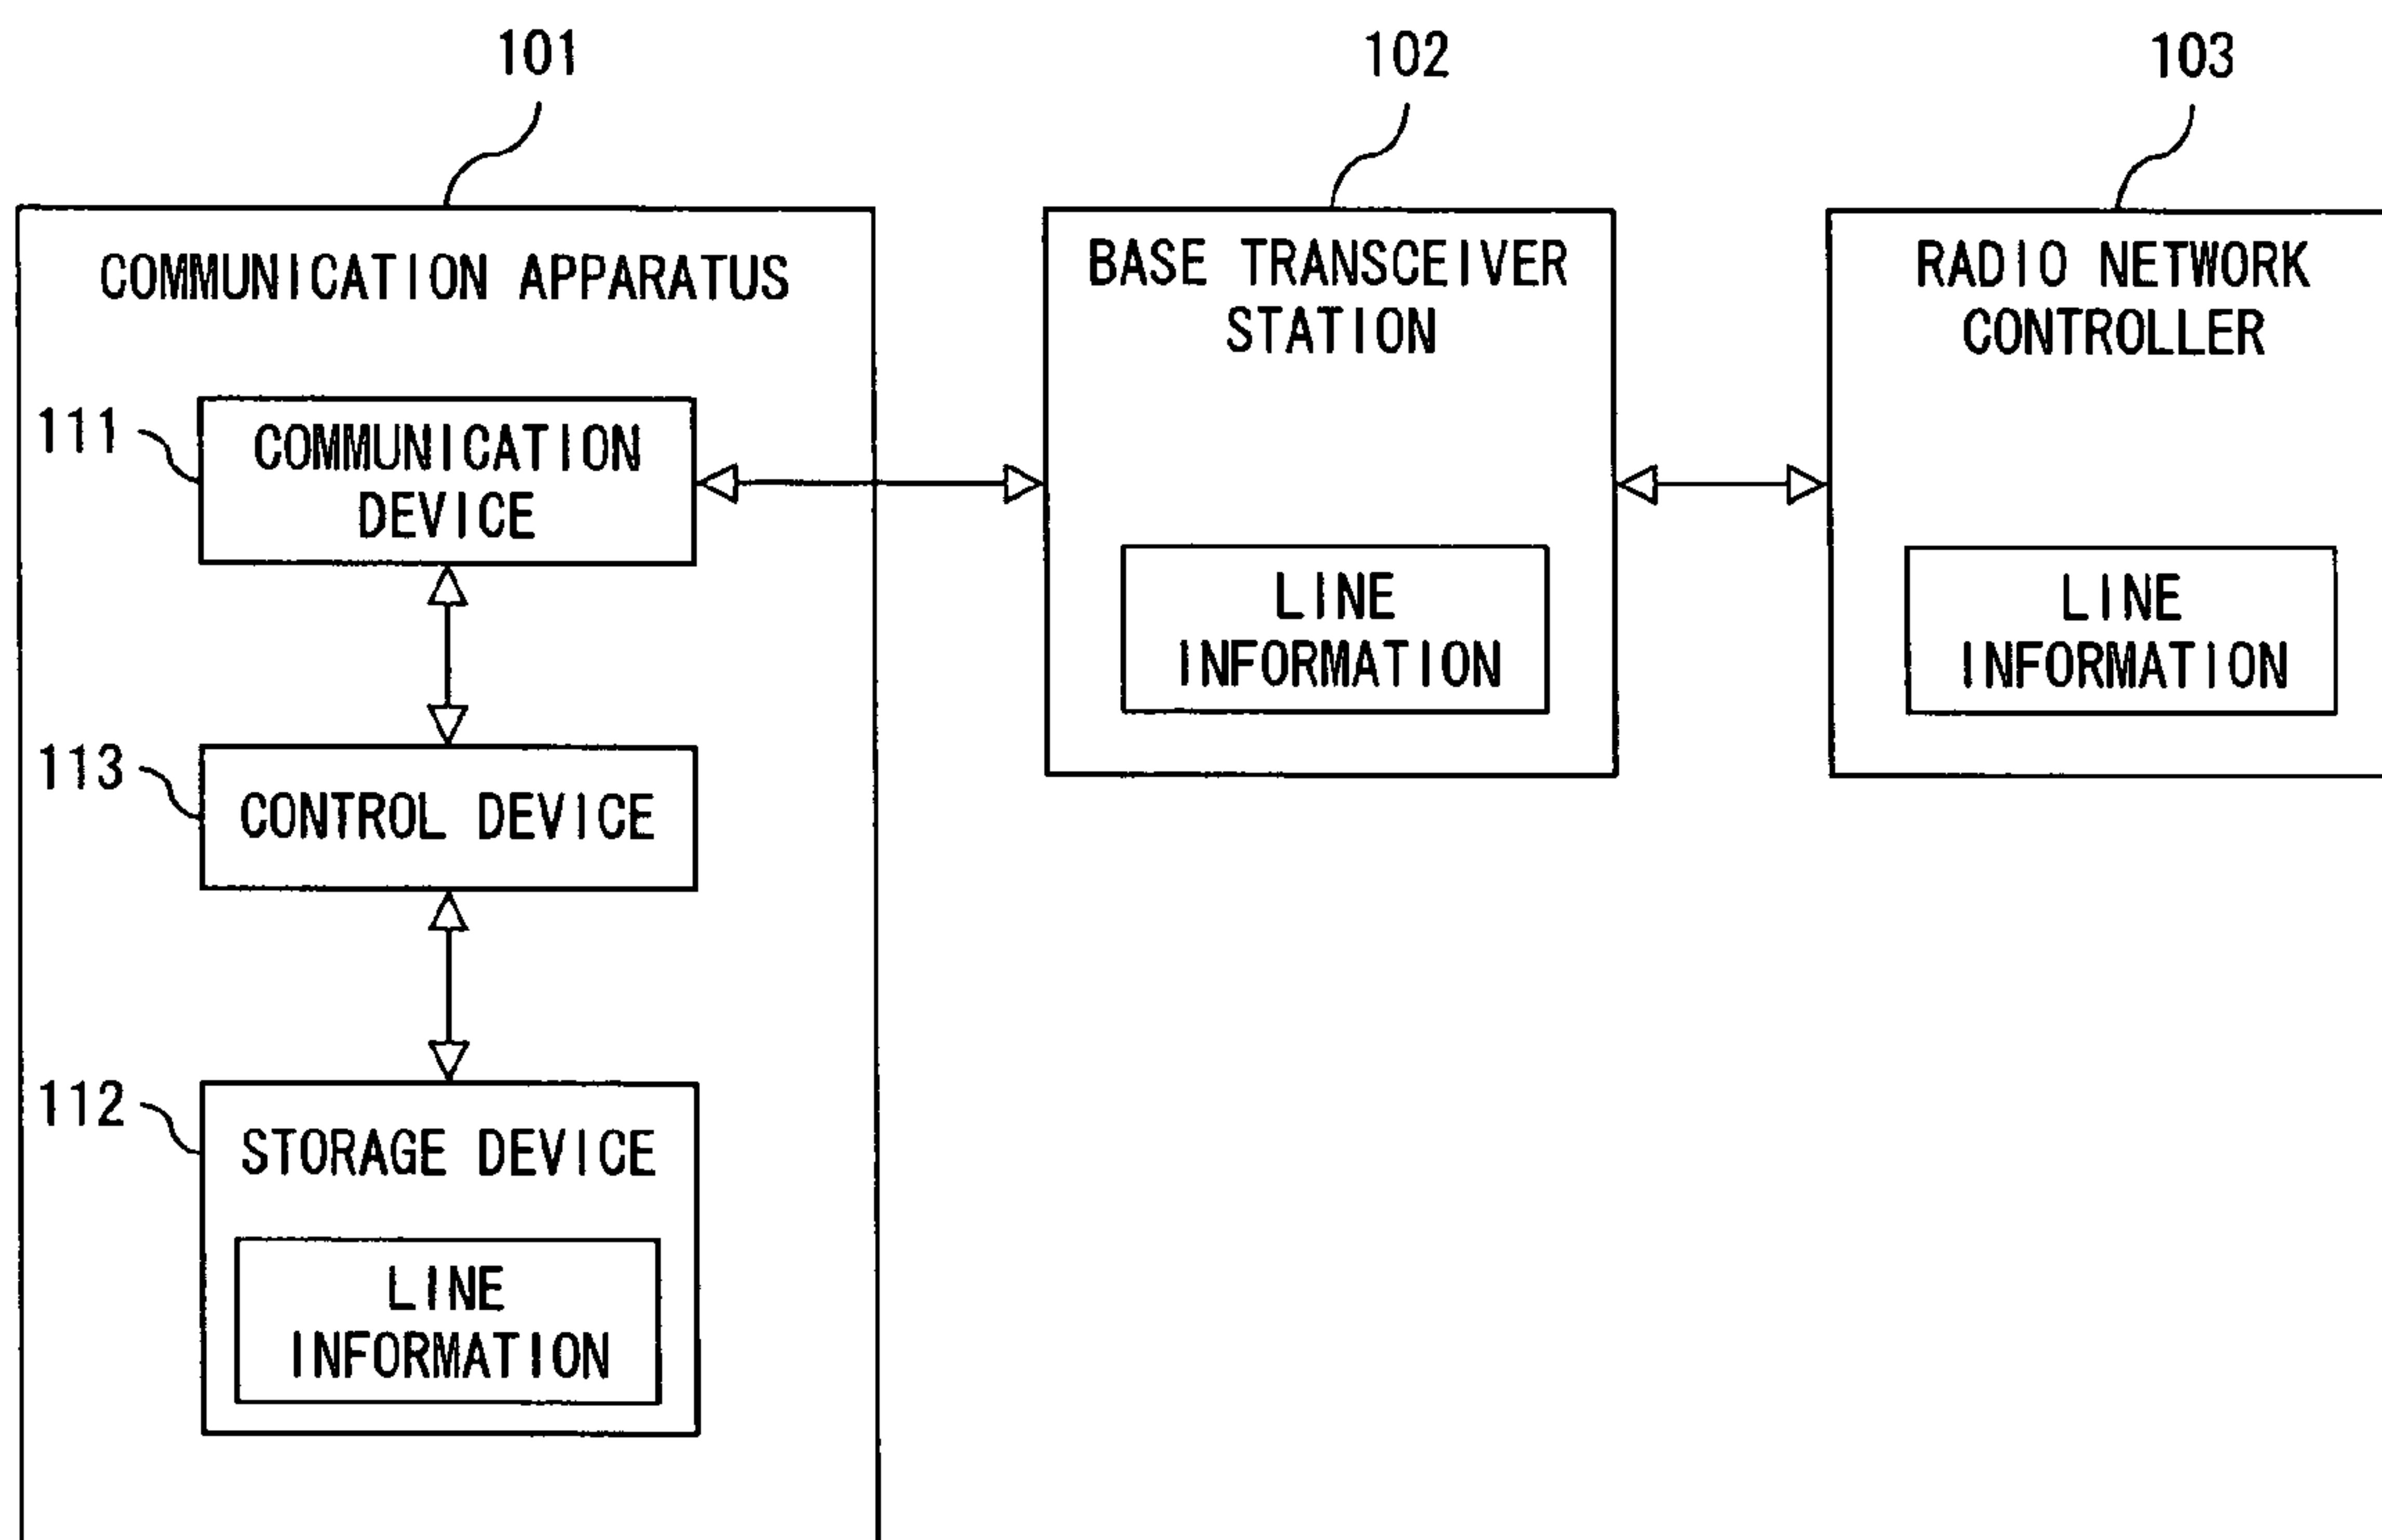 101
102
103
COMMUNICATION APPARATUS
BASE TRANSCEIVER
STATION
RADIO NETWORK
CONTROLLER
111
COMMUNICATION
DEVICE
LINE
INFORMATION
LINE
INFORMATION
113
CONTROL DEVICE
112
STORAGE DEVICE
LINE
INFORMATION